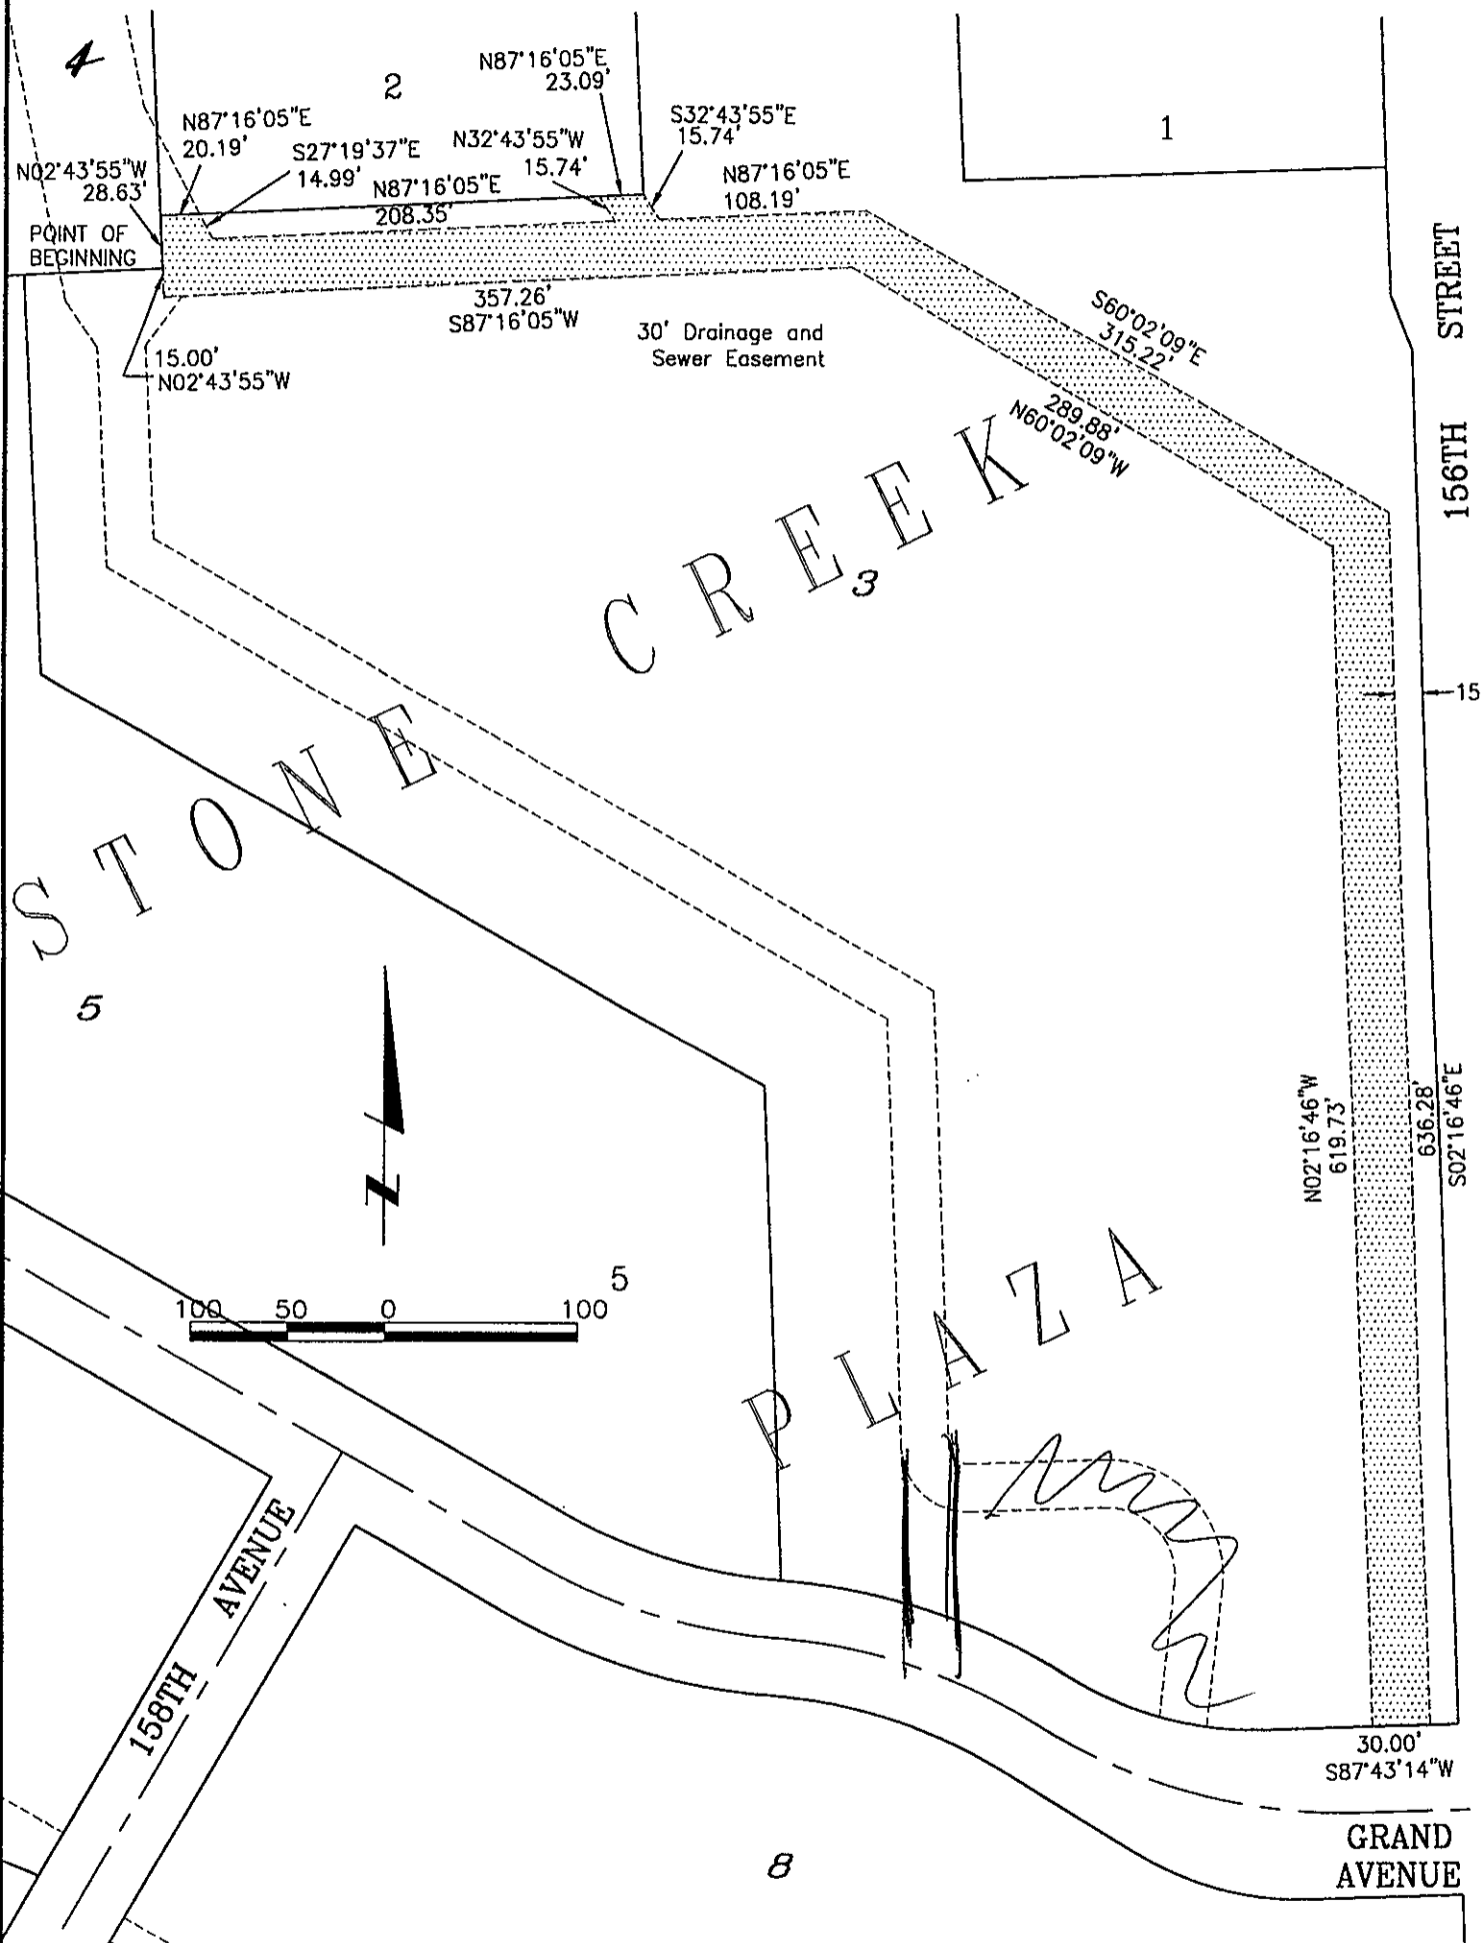 4
2
N87°16'05"E
23.09'
1
N87°16'05"E
20.19'
S27°19'37"E
14.99'
N32°43'55"W
15.74'
S32°43'55"E
15.74'
N87°16'05"E
108.19'
N02°43'55"W
28.63'
N87°16'05"E
208.35'
POINT OF
BEGINNING
357.26'
S87°16'05"W
30' Drainage and
Sewer Easement
15.00'
N02°43'55"W
S60°02'09"E
315.22'
289.88'
N60°02'09"W
156TH STREET
STONE CREEK
3
15
5
N
N02°16'46"W
619.73'
636.28'
S02°16'46"E
PLAZA
5
100 50 0 100
158TH AVENUE
30.00'
S87°43'14"W
GRAND
AVENUE
8